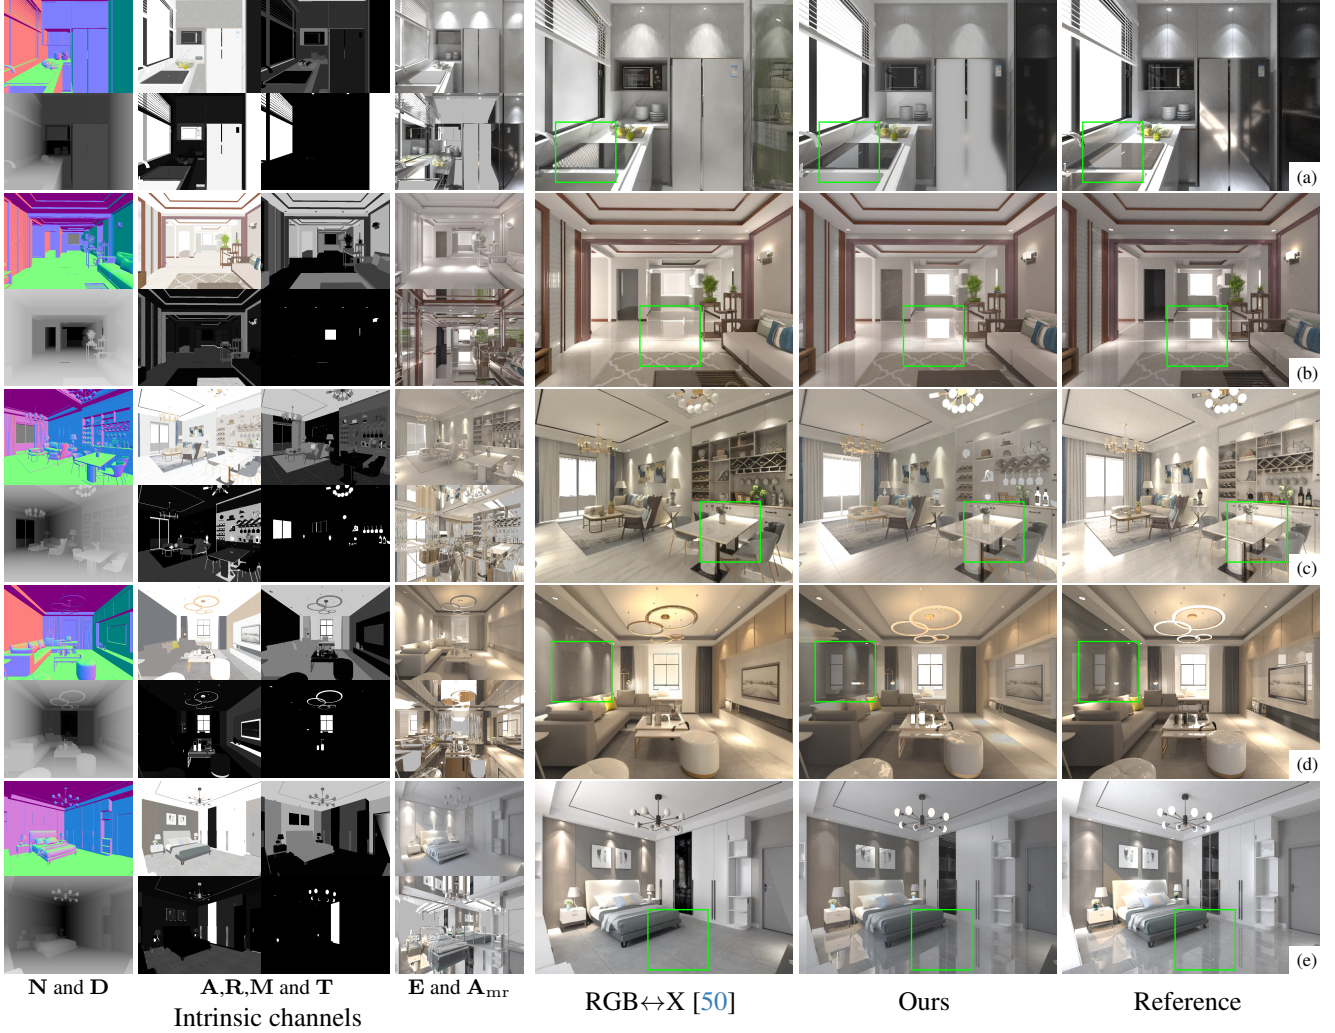 (a)
(b)
(c)
(d)
(e)
N and D
A,R,M and T
E and Amr
Intrinsic channels
RGB↔X [50]
Ours
Reference